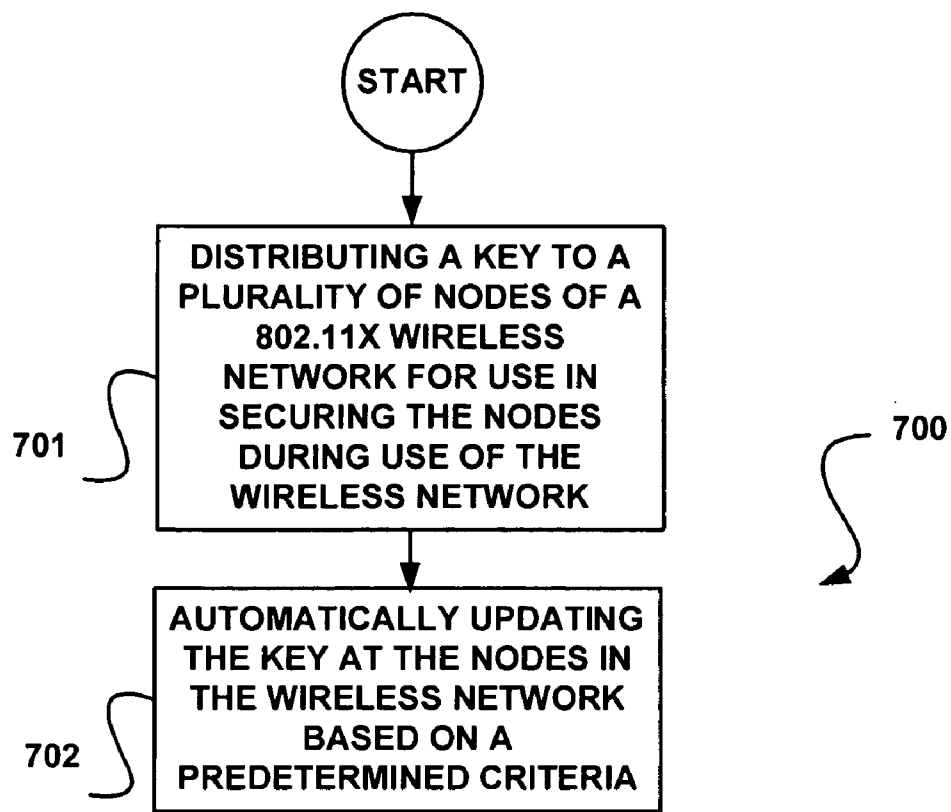 START
DISTRIBUTING A KEY TO A
PLURALITY OF NODES OF A
802.11X WIRELESS
NETWORK FOR USE IN
SECURING THE NODES
DURING USE OF THE
WIRELESS NETWORK
701
700
AUTOMATICALLY UPDATING
THE KEY AT THE NODES IN
THE WIRELESS NETWORK
BASED ON A
PREDETERMINED CRITERIA
702